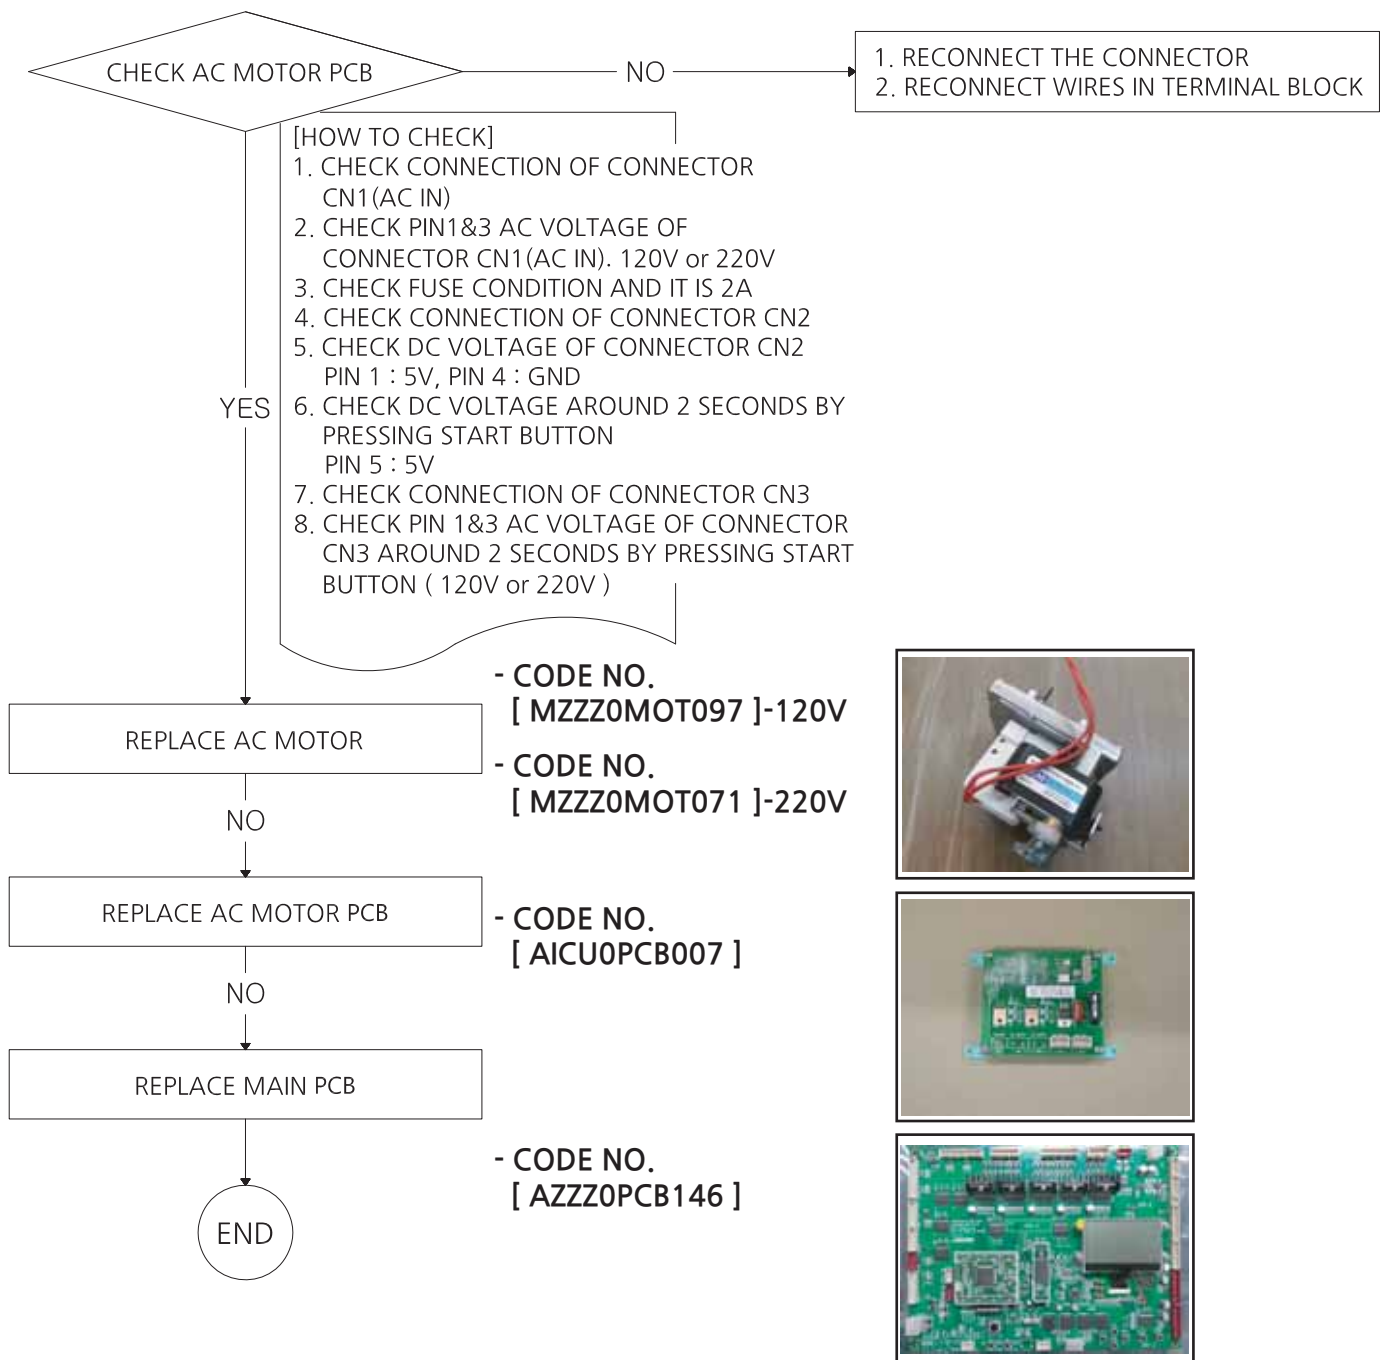 CHECK AC MOTOR PCB
NO
1. RECONNECT THE CONNECTOR
2. RECONNECT WIRES IN TERMINAL BLOCK
[HOW TO CHECK]
1. CHECK CONNECTION OF CONNECTOR
CN1(AC IN)
2. CHECK PIN1&3 AC VOLTAGE OF
CONNECTOR CN1(AC IN). 120V or 220V
3. CHECK FUSE CONDITION AND IT IS 2A
4. CHECK CONNECTION OF CONNECTOR CN2
5. CHECK DC VOLTAGE OF CONNECTOR CN2
PIN 1 : 5V, PIN 4 : GND
6. CHECK DC VOLTAGE AROUND 2 SECONDS BY
PRESSING START BUTTON
PIN 5 : 5V
7. CHECK CONNECTION OF CONNECTOR CN3
8. CHECK PIN 1&3 AC VOLTAGE OF CONNECTOR
CN3 AROUND 2 SECONDS BY PRESSING START
BUTTON ( 120V or 220V )
YES
REPLACE AC MOTOR
- CODE NO.
[ MZZZ0MOT097 ]-120V
- CODE NO.
[ MZZZ0MOT071 ]-220V
NO
REPLACE AC MOTOR PCB
- CODE NO.
[ AICU0PCB007 ]
NO
REPLACE MAIN PCB
- CODE NO.
[ AZZZ0PCB146 ]
END